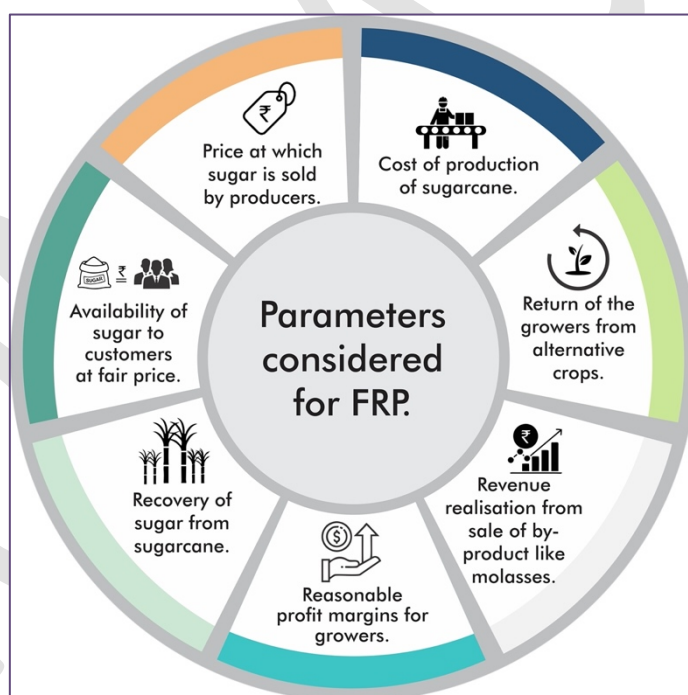 Parameters
considered
for FRP.
₹
Cost of production
of sugarcane.
Return of the
growers from
alternative
crops.
₹
Revenue
realisation from
sale of by-
product like
molasses.
$
Reasonable
profit margins for
growers.
Recovery of
sugar from
sugarcane.
SUGAR
₹
Availability of
sugar to
customers
at fair price.
Price at which
sugar is sold
by producers.